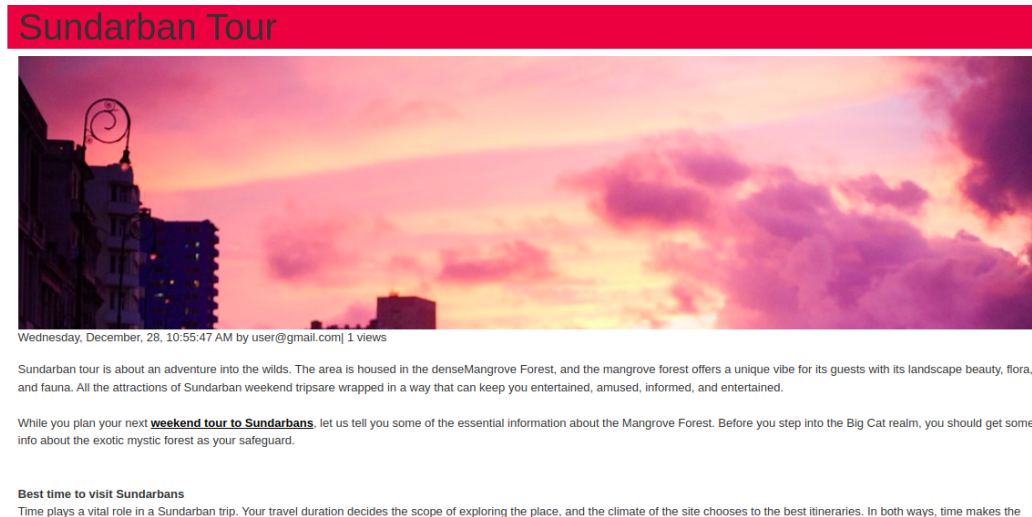 Sundarban Tour
Wednesday, December, 28, 10:55:47 AM by user@gmail.com| 1 views
Sundarban tour is about an adventure into the wilds. The area is housed in the denseMangrove Forest, and the mangrove forest offers a unique vibe for its guests with its landscape beauty, flora,
and fauna. All the attractions of Sundarban weekend tripsare wrapped in a way that can keep you entertained, amused, informed, and entertained.
While you plan your next weekend tour to Sundarbans, let us tell you some of the essential information about the Mangrove Forest. Before you step into the Big Cat realm, you should get some
info about the exotic mystic forest as your safeguard.
Best time to visit Sundarbans
Time plays a vital role in a Sundarban trip. Your travel duration decides the scope of exploring the place, and the climate of the site chooses to the best itineraries. In both ways, time makes the